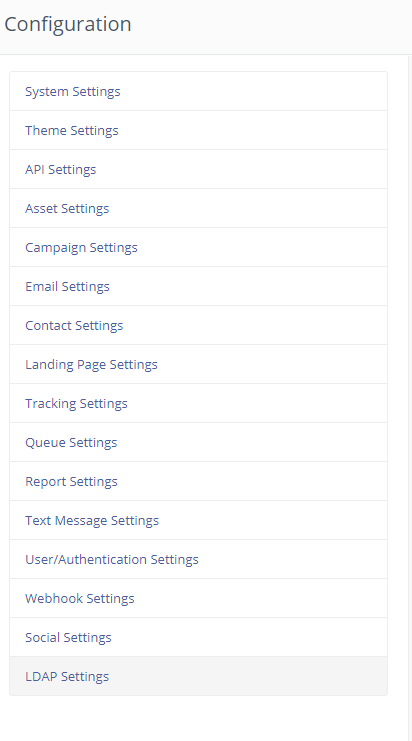 Configuration
System Settings
Theme Settings
API Settings
Asset Settings
Campaign Settings
Email Settings
Contact Settings
Landing Page Settings
Tracking Settings
Queue Settings
Report Settings
Text Message Settings
User/Authentication Settings
Webhook Settings
Social Settings
LDAP Settings